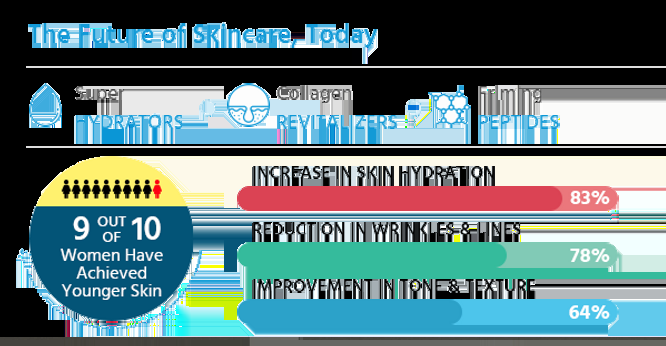 The Future of Skincare, Today
Super
HYDRATORS
Collagen
REVITALIZERS
Firming
PEPTIDES
9 OUT OF 10
Women Have
Achieved
Younger Skin
INCREASE IN SKIN HYDRATION
83%
REDUCTION IN WRINKLES & LINES
78%
IMPROVEMENT IN TONE & TEXTURE
64%